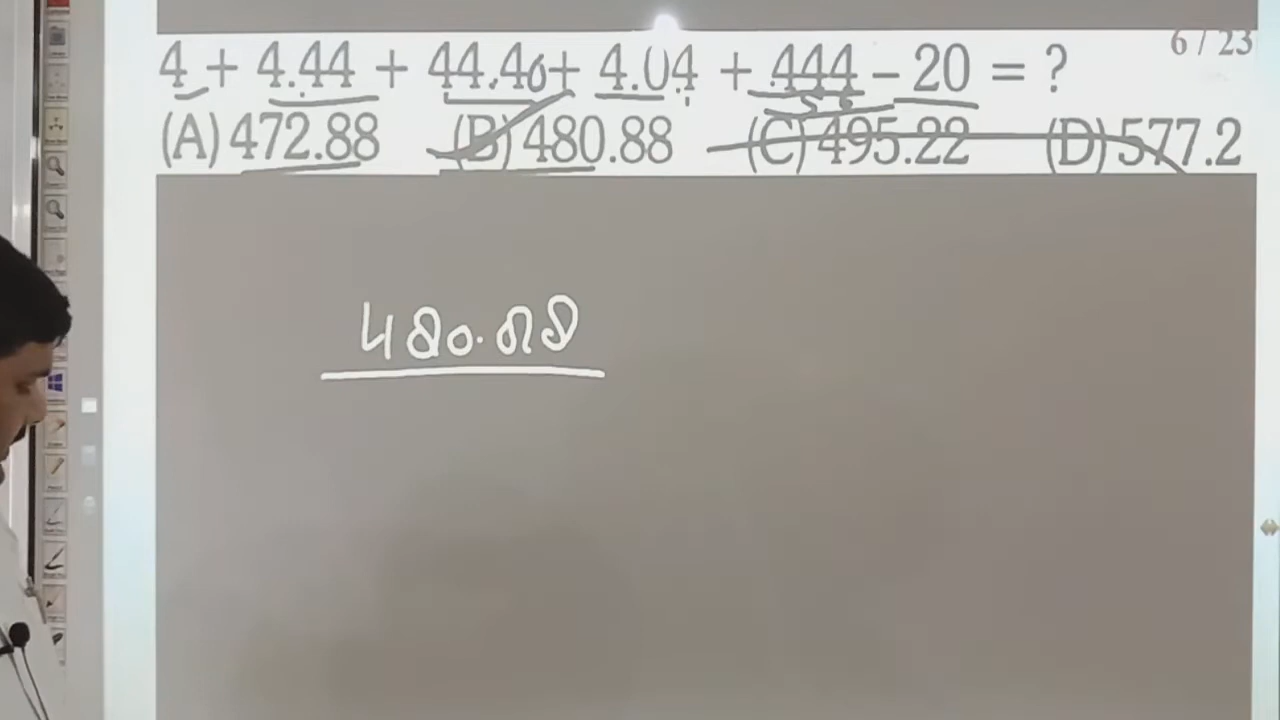 6 / 23
4 + 4.44 + 44.40+ 4.04 + 444 – 20 = ?
(A) 472.88 (B) 480.88 (C) 495.22 (D) 577.2
480.88